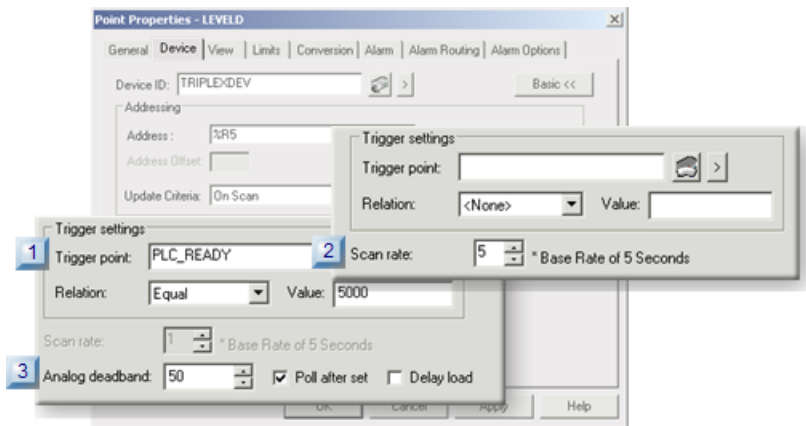 Point Properties - LEVELD
General Device View Limits Conversion Alarm Alarm Routing Alarm Options
Device ID: TRIPLEXDEV > Basic <<
Addressing
Address : %R5
Address Offset:
Update Criteria: On Scan
Trigger settings
Trigger point: >
Relation: <None> Value:
2 Scan rate: 5 * Base Rate of 5 Seconds
Trigger settings
1 Trigger point: PLC_READY
Relation: Equal Value: 5000
Scan rate: 1 * Base Rate of 5 Seconds
3 Analog deadband: 50 Poll after set Delay load
OK Cancel Apply Help